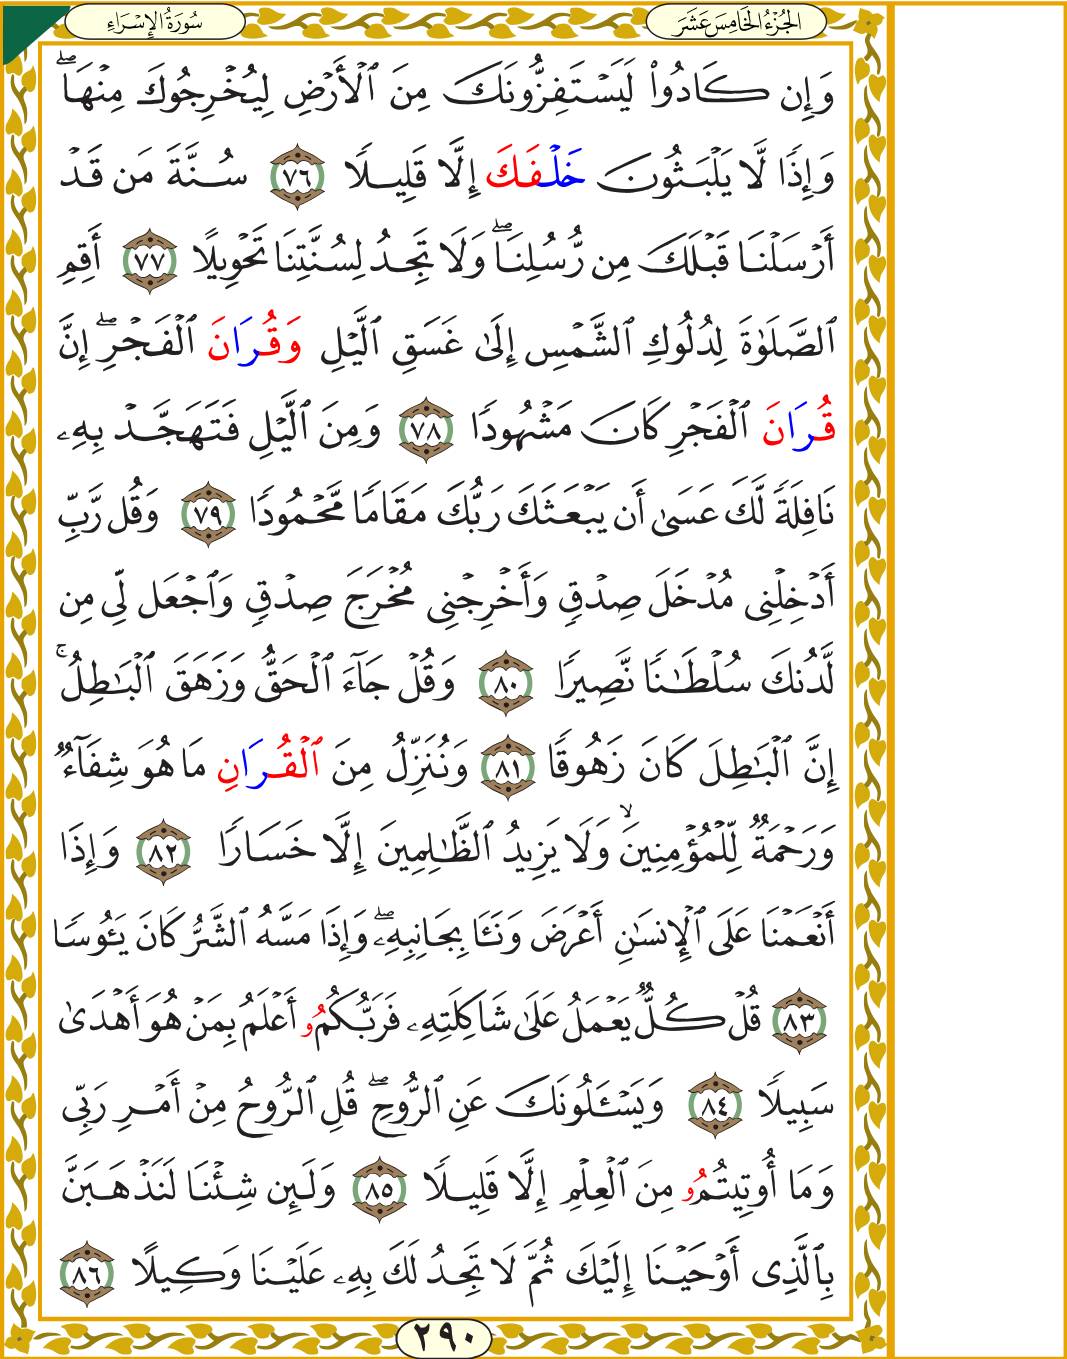 الجُزْءُ الخَامِسَ عَشَرَ
سُورَةُ الإِسْرَاءِ
وَإِن كَادُوا۟ لَيَسْتَفِزُّونَكَ مِنَ ٱلْأَرْضِ لِيُخْرِجُوكَ مِنْهَاۖ
وَإِذًا لَّا يَلْبَثُونَ خَلْفَكَ إِلَّا قَلِيلًا ٧٦ سُنَّةَ مَن قَدْ
أَرْسَلْنَا قَبْلَكَ مِن رُّسُلِنَاۖ وَلَا تَجِدُ لِسُنَّتِنَا تَحْوِيلًا ٧٧ أَقِمِ
ٱلصَّلَوٰةَ لِدُلُوكِ ٱلشَّمْسِ إِلَىٰ غَسَقِ ٱلَّيْلِ وَقُرَانَ ٱلْفَجْرِۖ إِنَّ
قُرَانَ ٱلْفَجْرِ كَانَ مَشْهُودًا ٧٨ وَمِنَ ٱلَّيْلِ فَتَهَجَّدْ بِهِۦ
نَافِلَةً لَّكَ عَسَىٰ أَن يَبْعَثَكَ رَبُّكَ مَقَامًا مَّحْمُودًا ٧٩ وَقُل رَّبِّ
أَدْخِلْنِى مُدْخَلَ صِدْقٍ وَأَخْرِجْنِى مُخْرَجَ صِدْقٍ وَٱجْعَل لِّى مِن
لَّدُنكَ سُلْطَٰنًا نَّصِيرًا ٨٠ وَقُلْ جَآءَ ٱلْحَقُّ وَزَهَقَ ٱلْبَٰطِلُۚ
إِنَّ ٱلْبَٰطِلَ كَانَ زَهُوقًا ٨١ وَنُنَزِّلُ مِنَ ٱلْقُرَانِ مَا هُوَ شِفَآءٌ
وَرَحْمَةٌ لِّلْمُؤْمِنِينَۙ وَلَا يَزِيدُ ٱلظَّٰلِمِينَ إِلَّا خَسَارًا ٨٢ وَإِذَا
أَنْعَمْنَا عَلَى ٱلْإِنسَٰنِ أَعْرَضَ وَنَـَٔا بِجَانِبِهِۦۖ وَإِذَا مَسَّهُ ٱلشَّرُّ كَانَ يَـُٔوسًا
٨٣ قُلْ كُلٌّ يَعْمَلُ عَلَىٰ شَاكِلَتِهِۦ فَرَبُّكُمُۥ أَعْلَمُ بِمَنْ هُوَ أَهْدَىٰ
سَبِيلًا ٨٤ وَيَسْـَٔلُونَكَ عَنِ ٱلرُّوحِۖ قُلِ ٱلرُّوحُ مِنْ أَمْرِ رَبِّى
وَمَا أُوتِيتُمُۥ مِنَ ٱلْعِلْمِ إِلَّا قَلِيلًا ٨٥ وَلَئِن شِئْنَا لَنَذْهَبَنَّ
بِٱلَّذِى أَوْحَيْنَا إِلَيْكَ ثُمَّ لَا تَجِدُ لَكَ بِهِۦ عَلَيْنَا وَكِيلًا ٨٦
٢٩٠